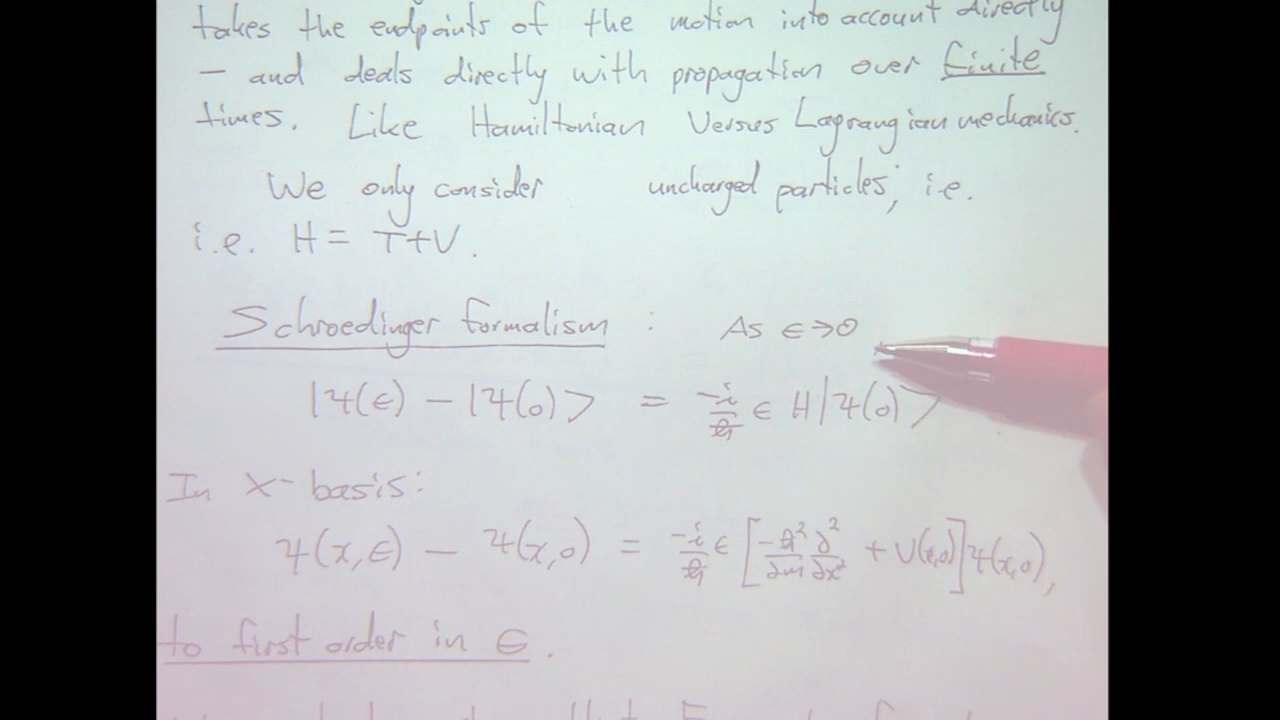 takes the endpoints of the motion into account directly
– and deals directly with propagation over finite
times. Like Hamiltonian Versus Lagrangian mechanics.
We only consider uncharged particles, i.e.
i.e. H = T+V.
Schroedinger formalism : As ϵ→0
|Ψ(ϵ) – |Ψ(0)> = -i/ħ ϵ H|Ψ(0)>
In X-basis:
Ψ(x,ϵ) – Ψ(x,0) = -i/ħ ϵ [-ħ²/2m ∂²/∂x² + V(x,0)]Ψ(x,0),
to first order in ϵ.